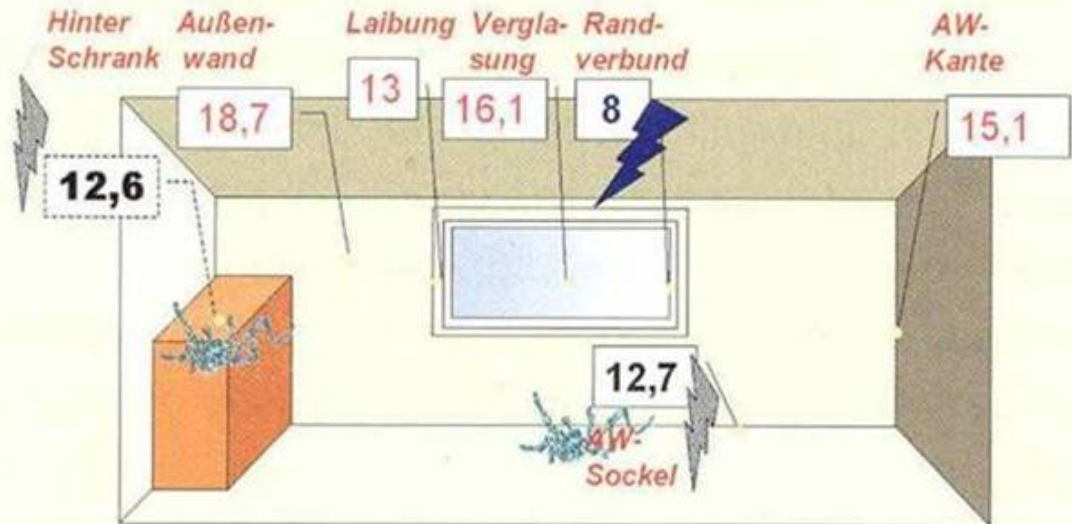 Hinter
Schrank
Außen-
wand
Laibung
Vergla-
sung
Rand-
verbund
AW-
Kante
18,7
13
16,1
8
15,1
12,6
12,7
AW-
Sockel